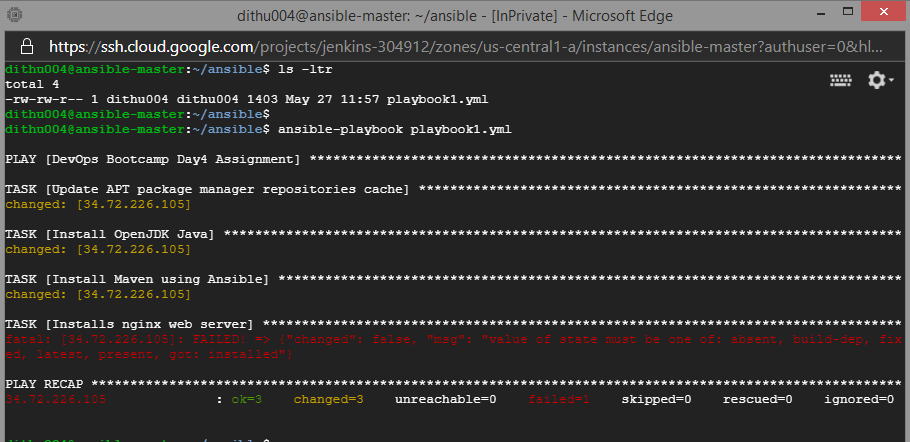 dithu004@ansible-master: ~/ansible - [InPrivate] - Microsoft Edge
https://ssh.cloud.google.com/projects/jenkins-304912/zones/us-central1-a/instances/ansible-master?authuser=0&hl...
dithu004@ansible-master:~/ansible$ ls -ltr
total 4
-rw-rw-r-- 1 dithu004 dithu004 1403 May 27 11:57 playbook1.yml
dithu004@ansible-master:~/ansible$
dithu004@ansible-master:~/ansible$ ansible-playbook playbook1.yml
PLAY [DevOps Bootcamp Day4 Assignment] ****************************************************************************
TASK [Update APT package manager repositories cache] **************************************************************
changed: [34.72.226.105]
TASK [Install OpenJDK Java] ***************************************************************************************
changed: [34.72.226.105]
TASK [Install Maven using Ansible] ********************************************************************************
changed: [34.72.226.105]
TASK [Installs nginx web server] **********************************************************************************
fatal: [34.72.226.105]: FAILED! => {"changed": false, "msg": "value of state must be one of: absent, build-dep, fix
ed, latest, present, got: installed"}
PLAY RECAP ********************************************************************************************************
34.72.226.105 : ok=3 changed=3 unreachable=0 failed=1 skipped=0 rescued=0 ignored=0
dithu004@ansible-master:~/ansible$